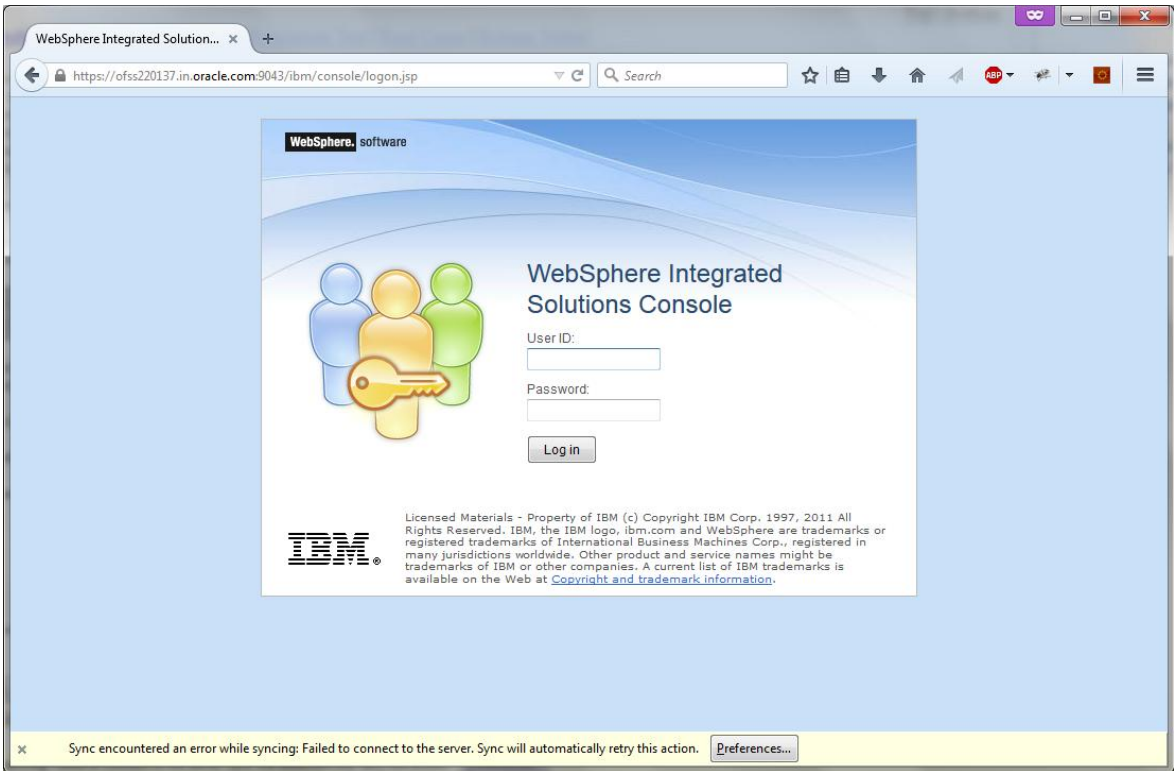 WebSphere Integrated Solution...
https://ofss220137.in.oracle.com:9043/ibm/console/logon.jsp
Search
ABP
WebSphere. software
WebSphere Integrated
Solutions Console
User ID:
Password:
Log in
IBM®
Licensed Materials - Property of IBM (c) Copyright IBM Corp. 1997, 2011 All
Rights Reserved. IBM, the IBM logo, ibm.com and WebSphere are trademarks or
registered trademarks of International Business Machines Corp., registered in
many jurisdictions worldwide. Other product and service names might be
trademarks of IBM or other companies. A current list of IBM trademarks is
available on the Web at Copyright and trademark information.
Sync encountered an error while syncing: Failed to connect to the server. Sync will automatically retry this action. Preferences...